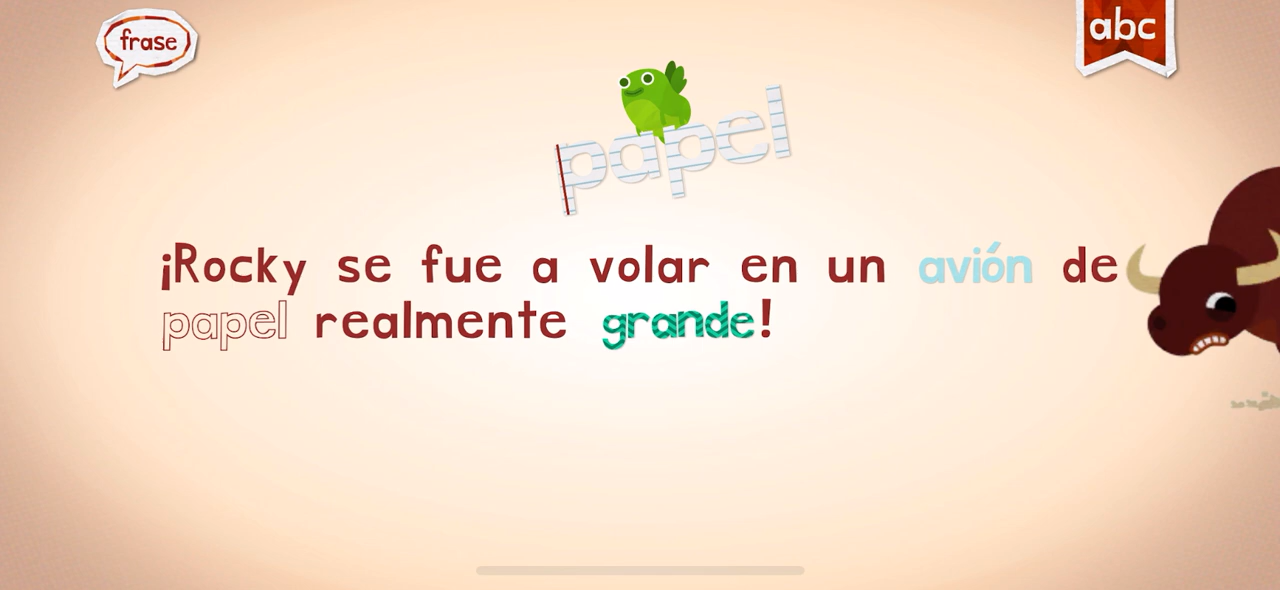 frase
abc
papel
¡Rocky se fue a volar en un avión de
papel realmente grande!